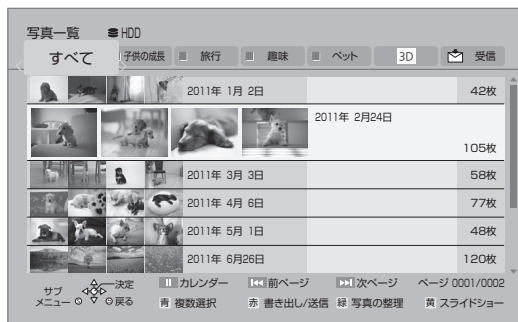 写真一覧 HDD
すべて 子供の成長 旅行 趣味 ペット 3D 受信
2011年 1月 2日 42枚
2011年 2月24日
105枚
2011年 3月 3日 58枚
2011年 4月 6日 77枚
2011年 5月 1日 48枚
2011年 6月26日 120枚
サブメニュー 決定 戻る
カレンダー 前ページ 次ページ ページ 0001/0002
青 複数選択 赤 書き出し/送信 緑 写真の整理 黄 スライドショー